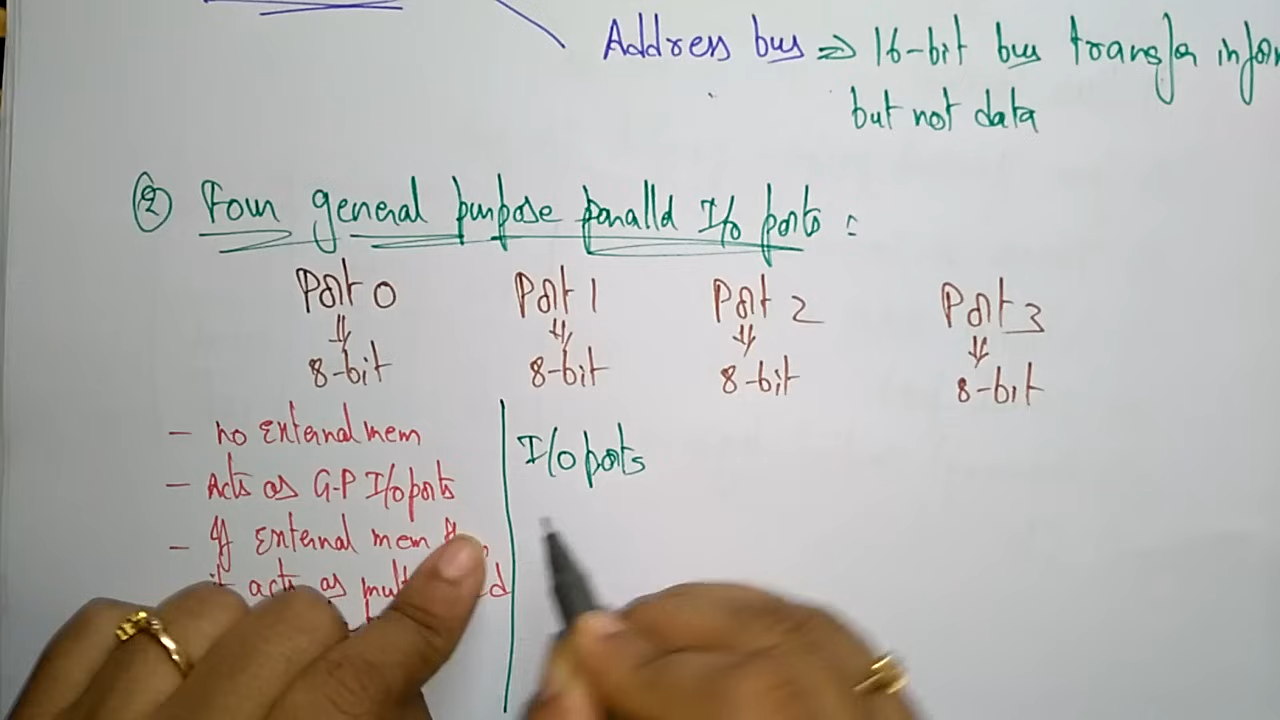 Address bus ⇒ 16-bit bus transfer
but not data
② Four general purpose parallel I/o ports :
Port 0 Port 1 Port 2 Port 3
⇓ ⇓ ⇓ ⇓
8-bit 8-bit 8-bit 8-bit
- no external mem
- Acts as G-P I/o ports
- If External mem
it acts as
I/o ports